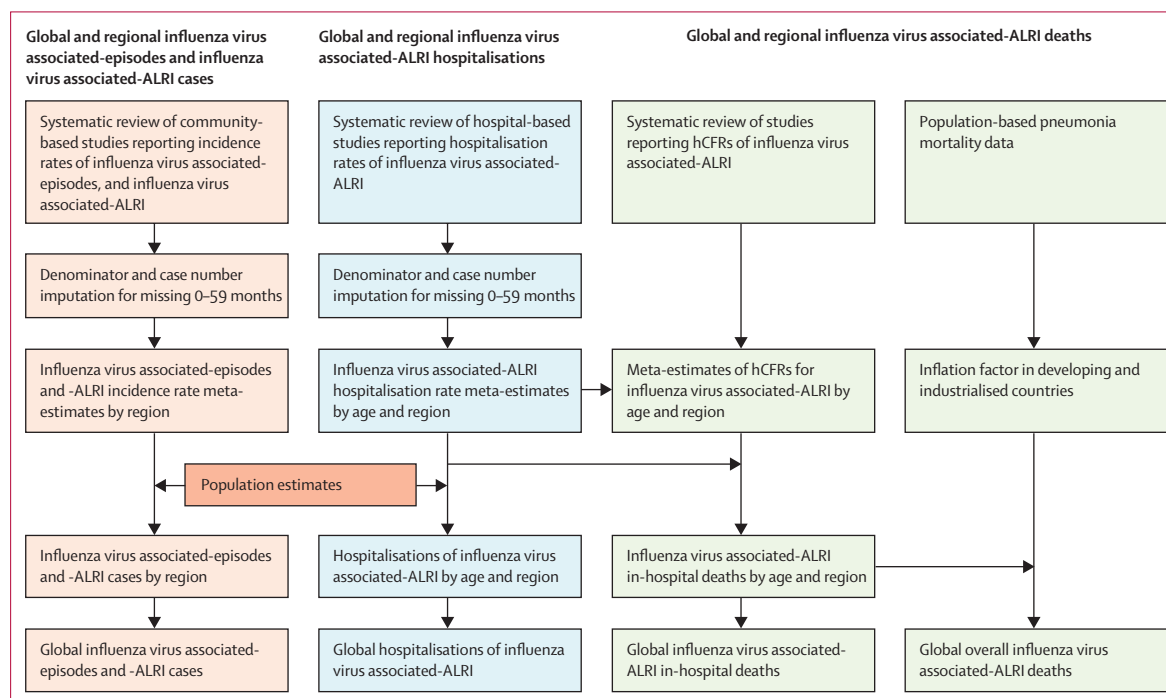 Global and regional influenza virus
associated-episodes and influenza
virus associated-ALRI cases
Global and regional influenza virus
associated-ALRI hospitalisations
Global and regional influenza virus associated-ALRI deaths
Systematic review of community-
based studies reporting incidence
rates of influenza virus associated-
episodes, and influenza virus
associated-ALRI
Systematic review of hospital-based
studies reporting hospitalisation
rates of influenza virus associated-
ALRI
Systematic review of studies
reporting hCFRs of influenza virus
associated-ALRI
Population-based pneumonia
mortality data
Denominator and case number
imputation for missing 0–59 months
Denominator and case number
imputation for missing 0–59 months
Influenza virus associated-episodes
and -ALRI incidence rate meta-
estimates by region
Influenza virus associated-ALRI
hospitalisation rate meta-estimates
by age and region
Meta-estimates of hCFRs for
influenza virus associated-ALRI by
age and region
Inflation factor in developing and
industrialised countries
Population estimates
Influenza virus associated-episodes
and -ALRI cases by region
Hospitalisations of influenza virus
associated-ALRI by age and region
Influenza virus associated-ALRI
in-hospital deaths by age and region
Global influenza virus associated-
episodes and -ALRI cases
Global hospitalisations of influenza
virus associated-ALRI
Global influenza virus associated-
ALRI in-hospital deaths
Global overall influenza virus
associated-ALRI deaths